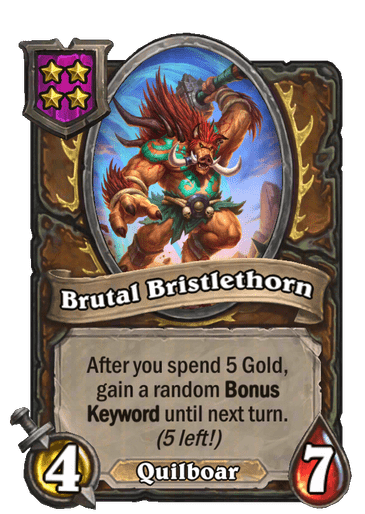 Brutal Bristlethorn
After you spend 5 Gold,
gain a random Bonus
Keyword until next turn.
(5 left!)
4
Quilboar
7